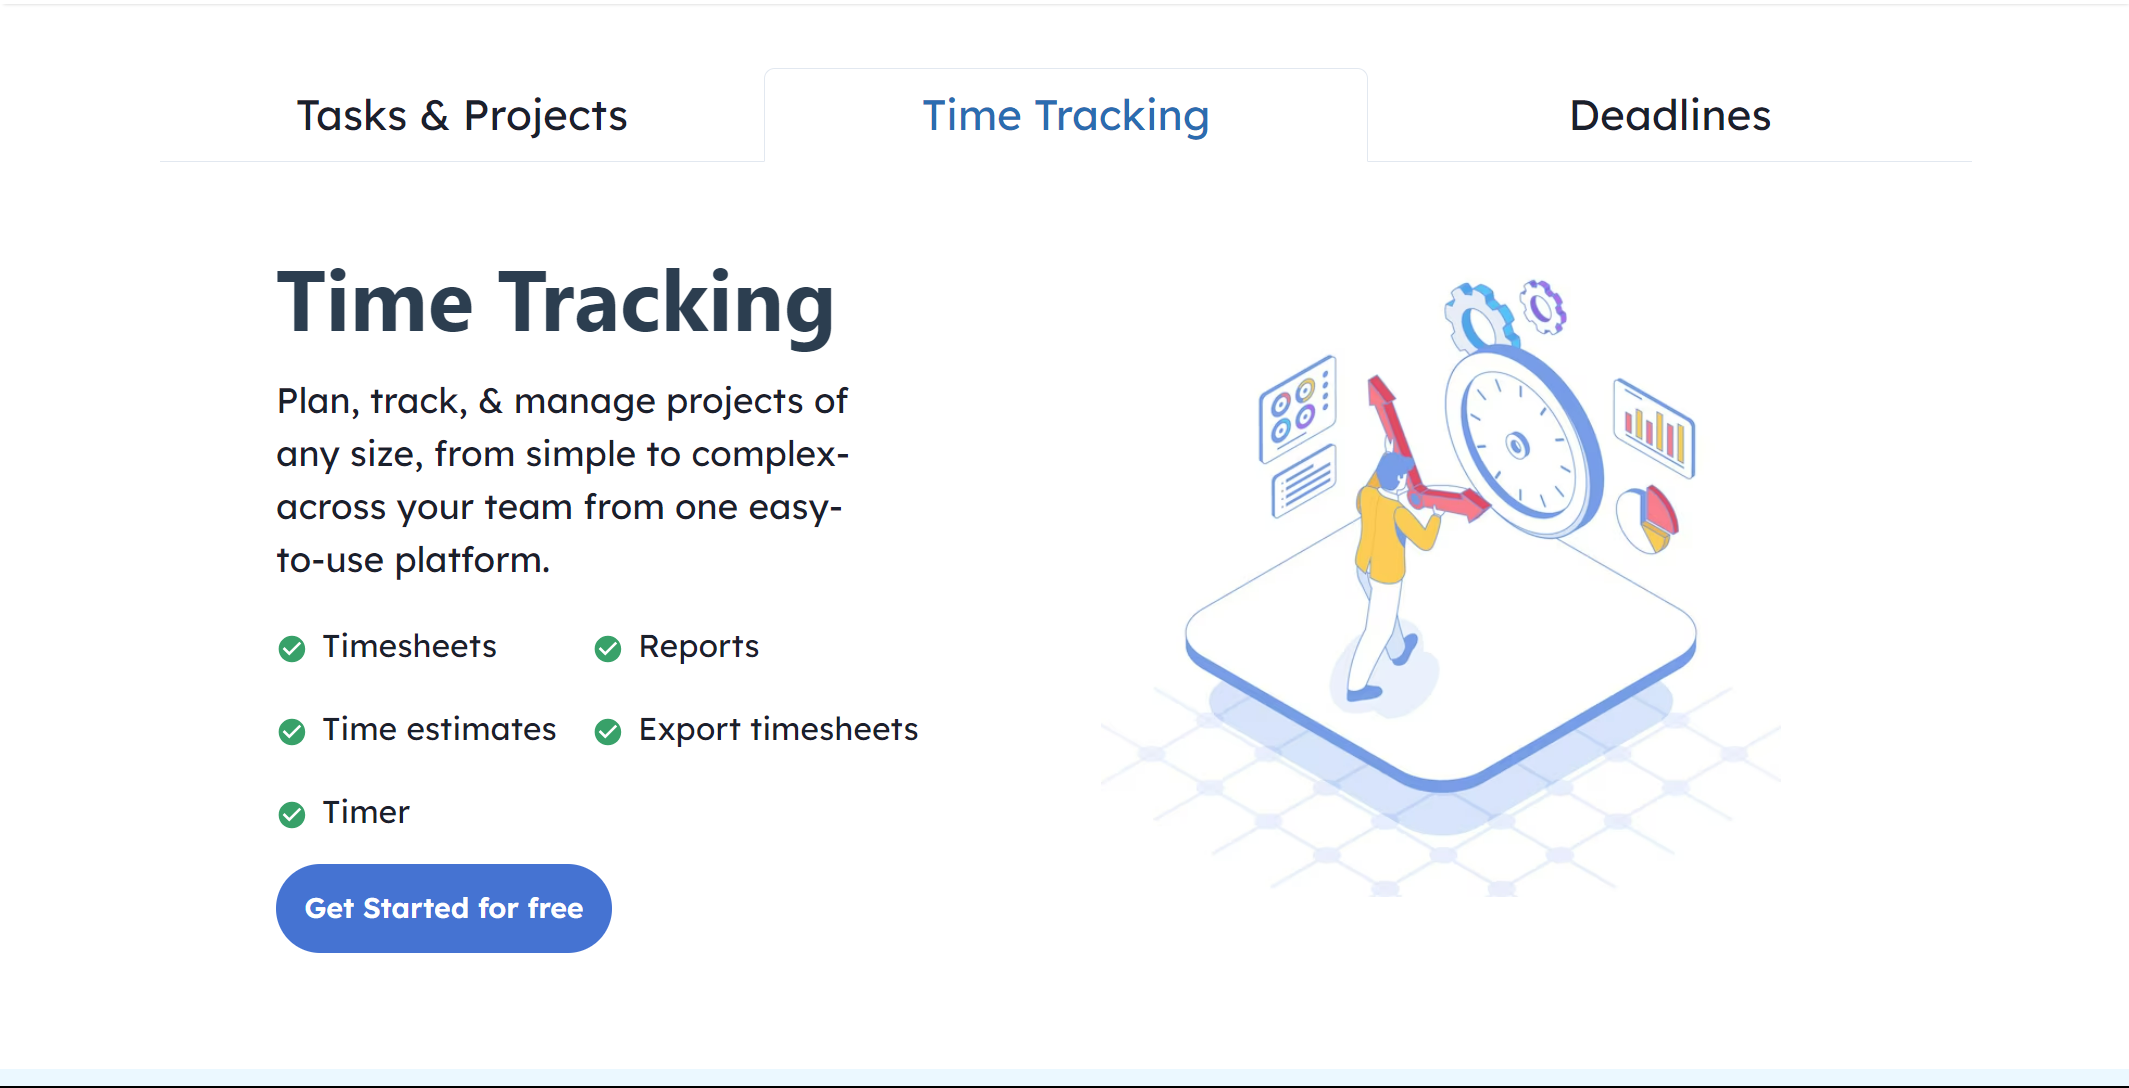 Tasks & Projects
Time Tracking
Deadlines
Time Tracking
Plan, track, & manage projects of
any size, from simple to complex-
across your team from one easy-
to-use platform.
Timesheets
Reports
Time estimates
Export timesheets
Timer
Get Started for free